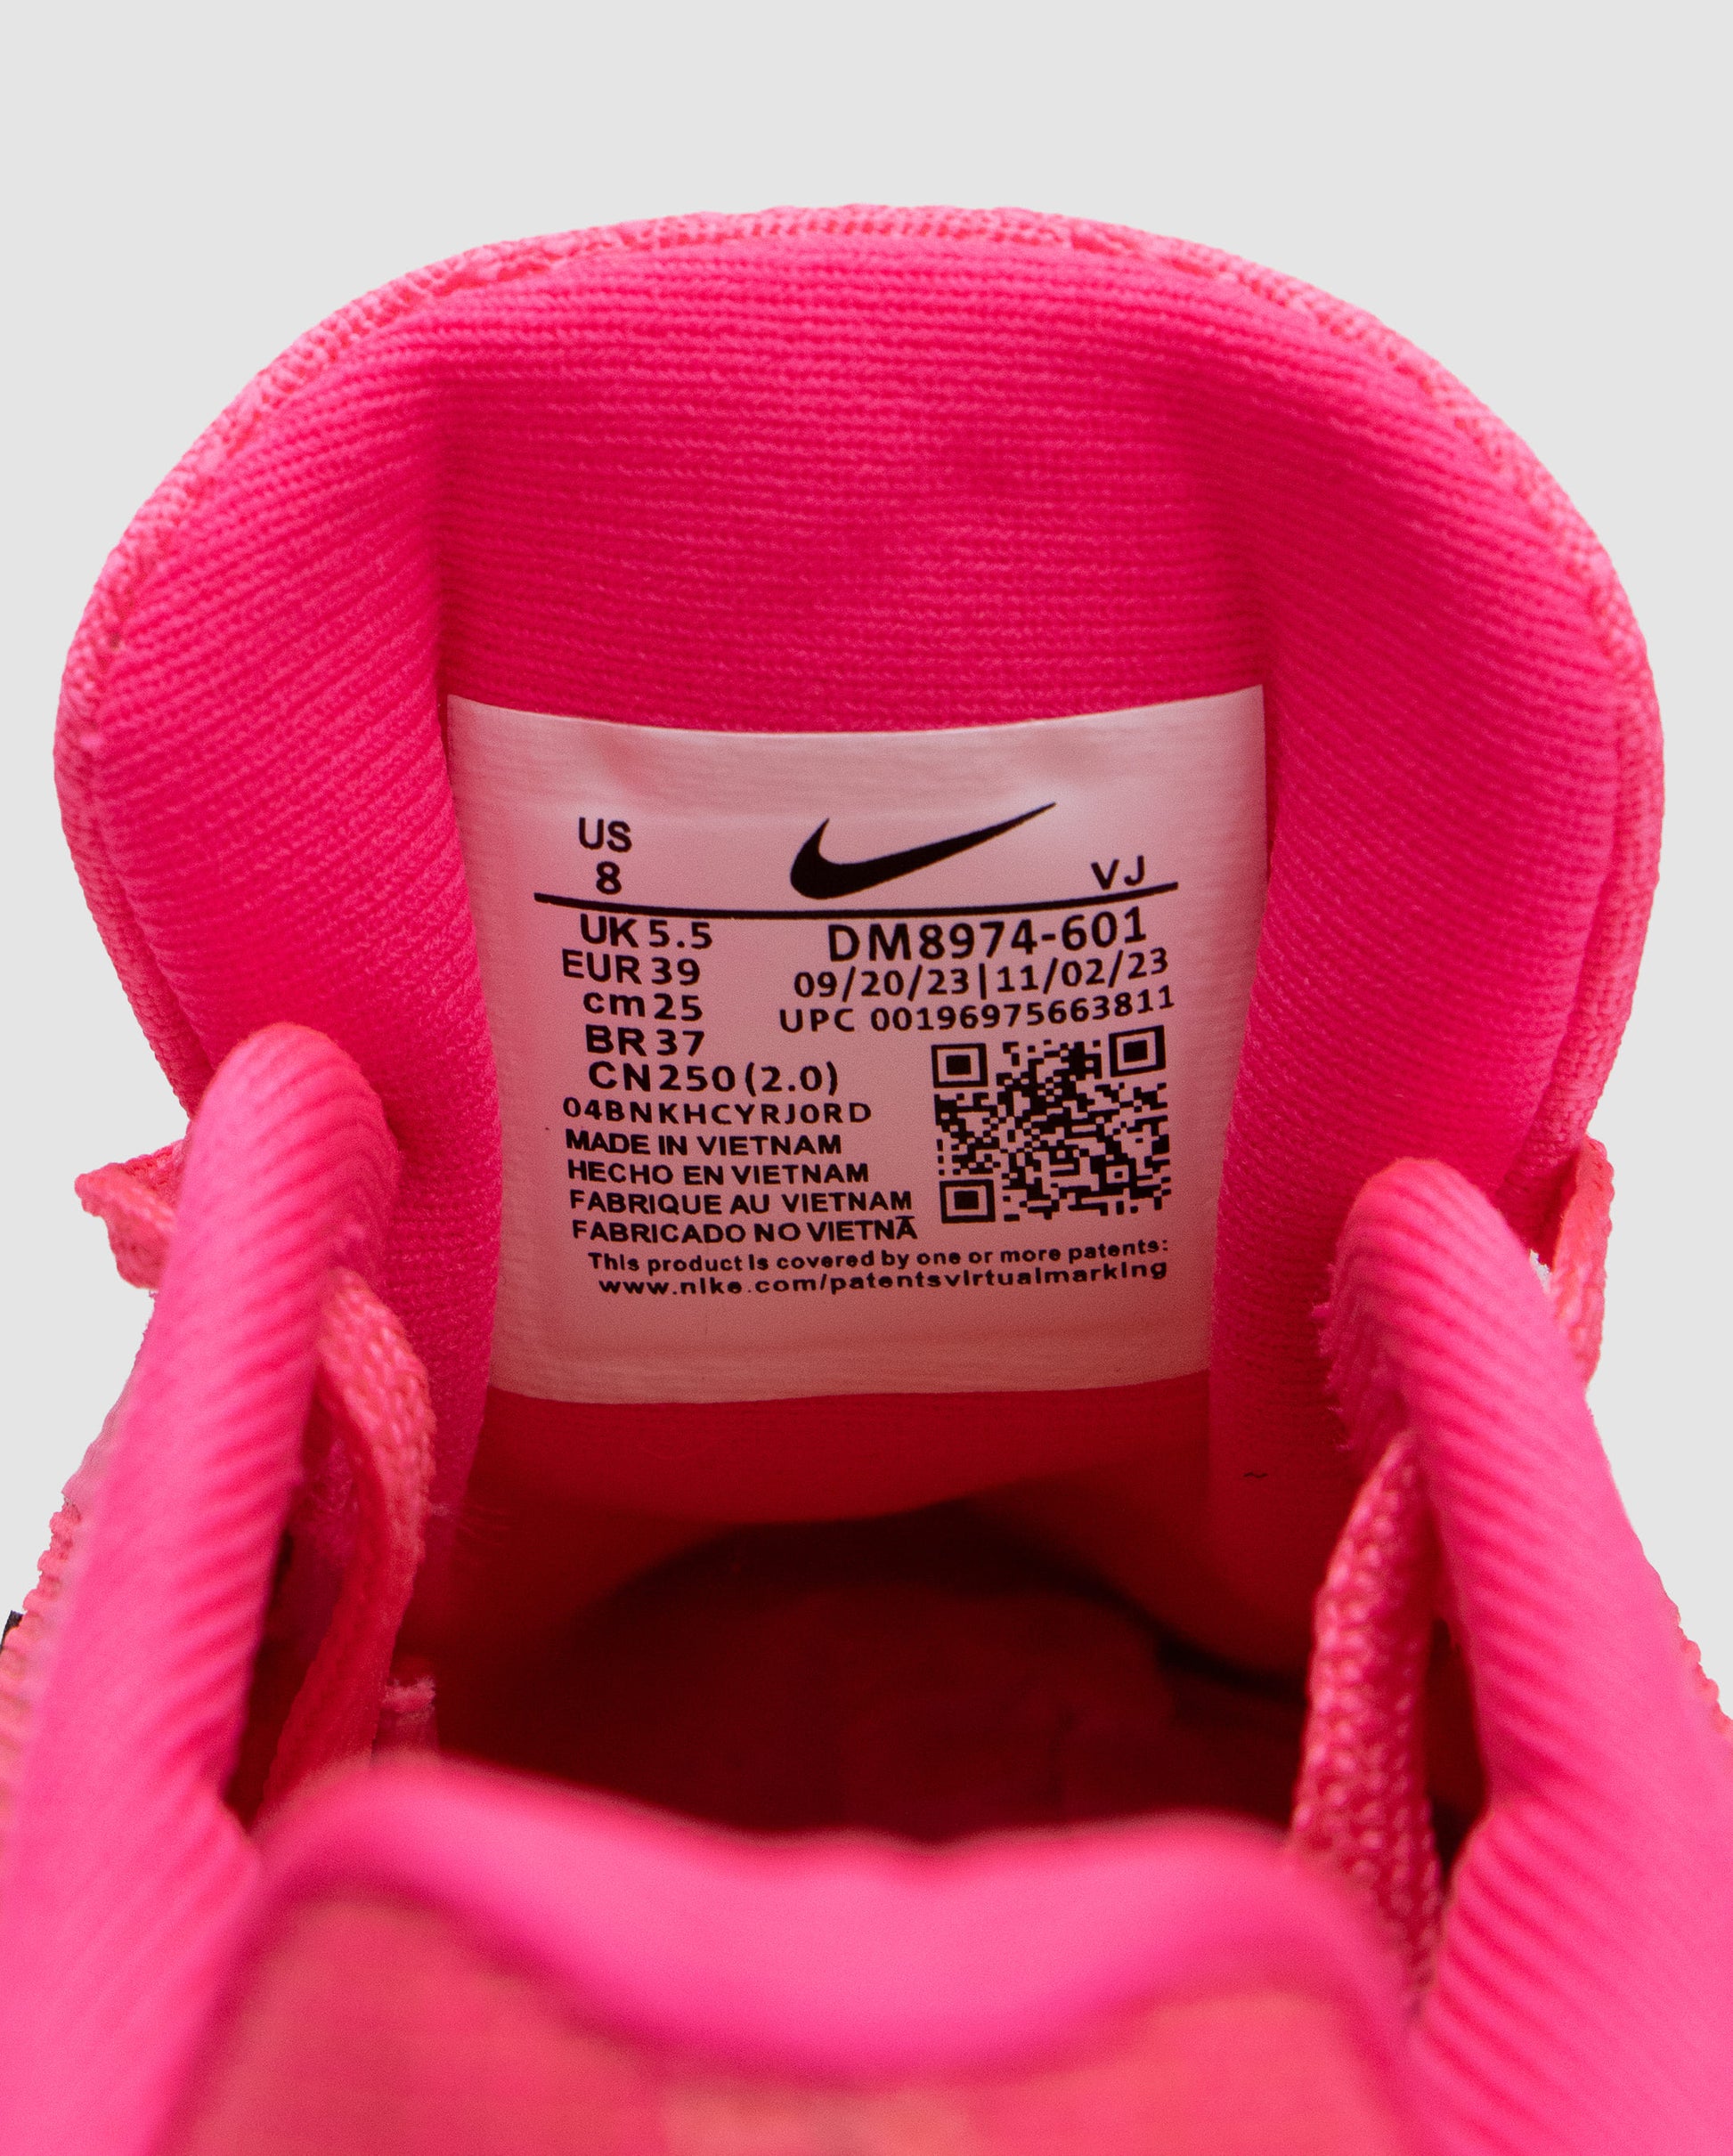 US
8
VJ
UK 5.5
EUR 39
cm 25
BR 37
CN 250 (2.0)
DM8974-601
09/20/23|11/02/23
UPC 00196975663811
04BNKHCYRJ0RD
MADE IN VIETNAM
HECHO EN VIETNAM
FABRIQUE AU VIETNAM
FABRICADO NO VIETNÃ
This product is covered by one or more patents:
www.nike.com/patentsvirtualmarking